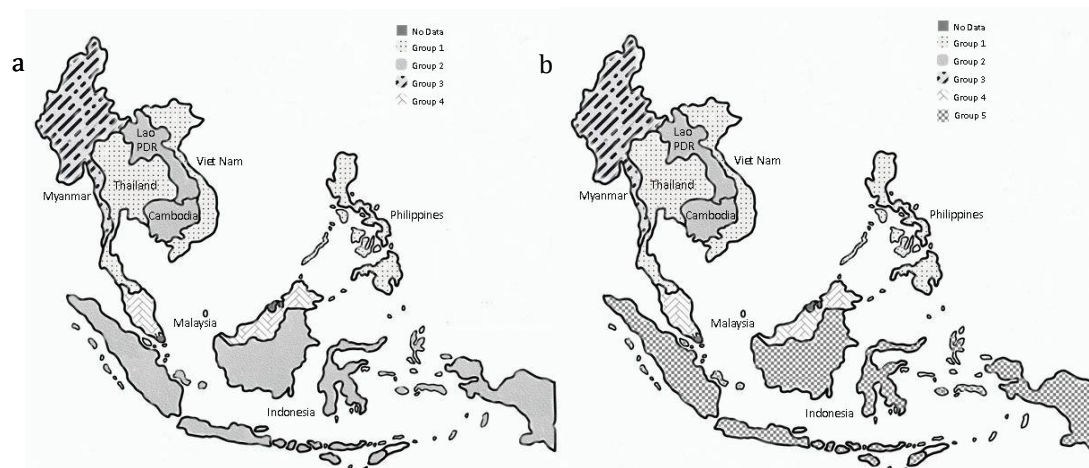 a
No Data
Group 1
Group 2
Group 3
Group 4
Lao
PDR
Viet Nam
Thailand
Myanmar
Cambodia
Philippines
Malaysia
Indonesia
b
No Data
Group 1
Group 2
Group 3
Group 4
Group 5
Lao
PDR
Viet Nam
Thailand
Myanmar
Cambodia
Philippines
Malaysia
Indonesia